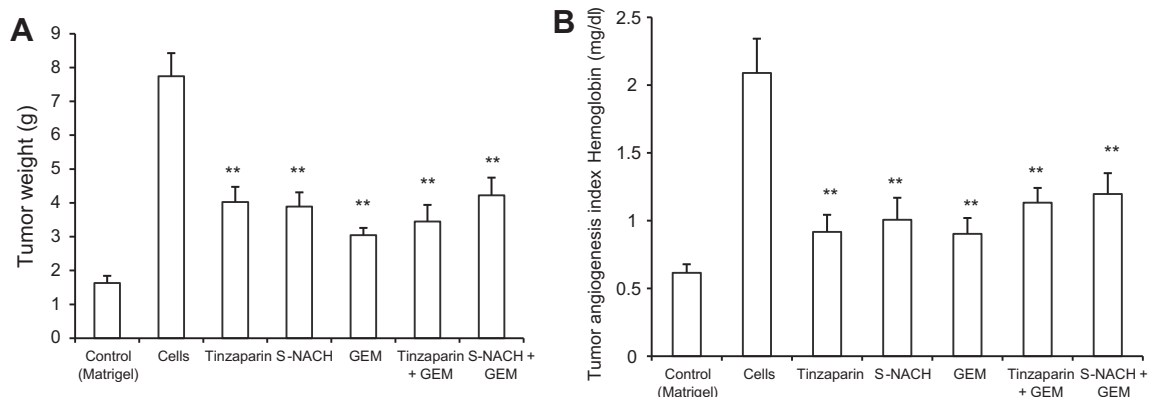 A
Tumor weight (g)
9
8
7
6
5
4
3
2
1
0
** ** ** ** **
Control Cells Tinzaparin S-NACH GEM Tinzaparin S-NACH +
(Matrigel) + GEM GEM
B
Tumor angiogenesis index Hemoglobin (mg/dl)
2.5
2
1.5
1
0.5
0
** ** ** ** **
Control Cells Tinzaparin S-NACH GEM Tinzaparin S-NACH +
(Matrigel) + GEM GEM